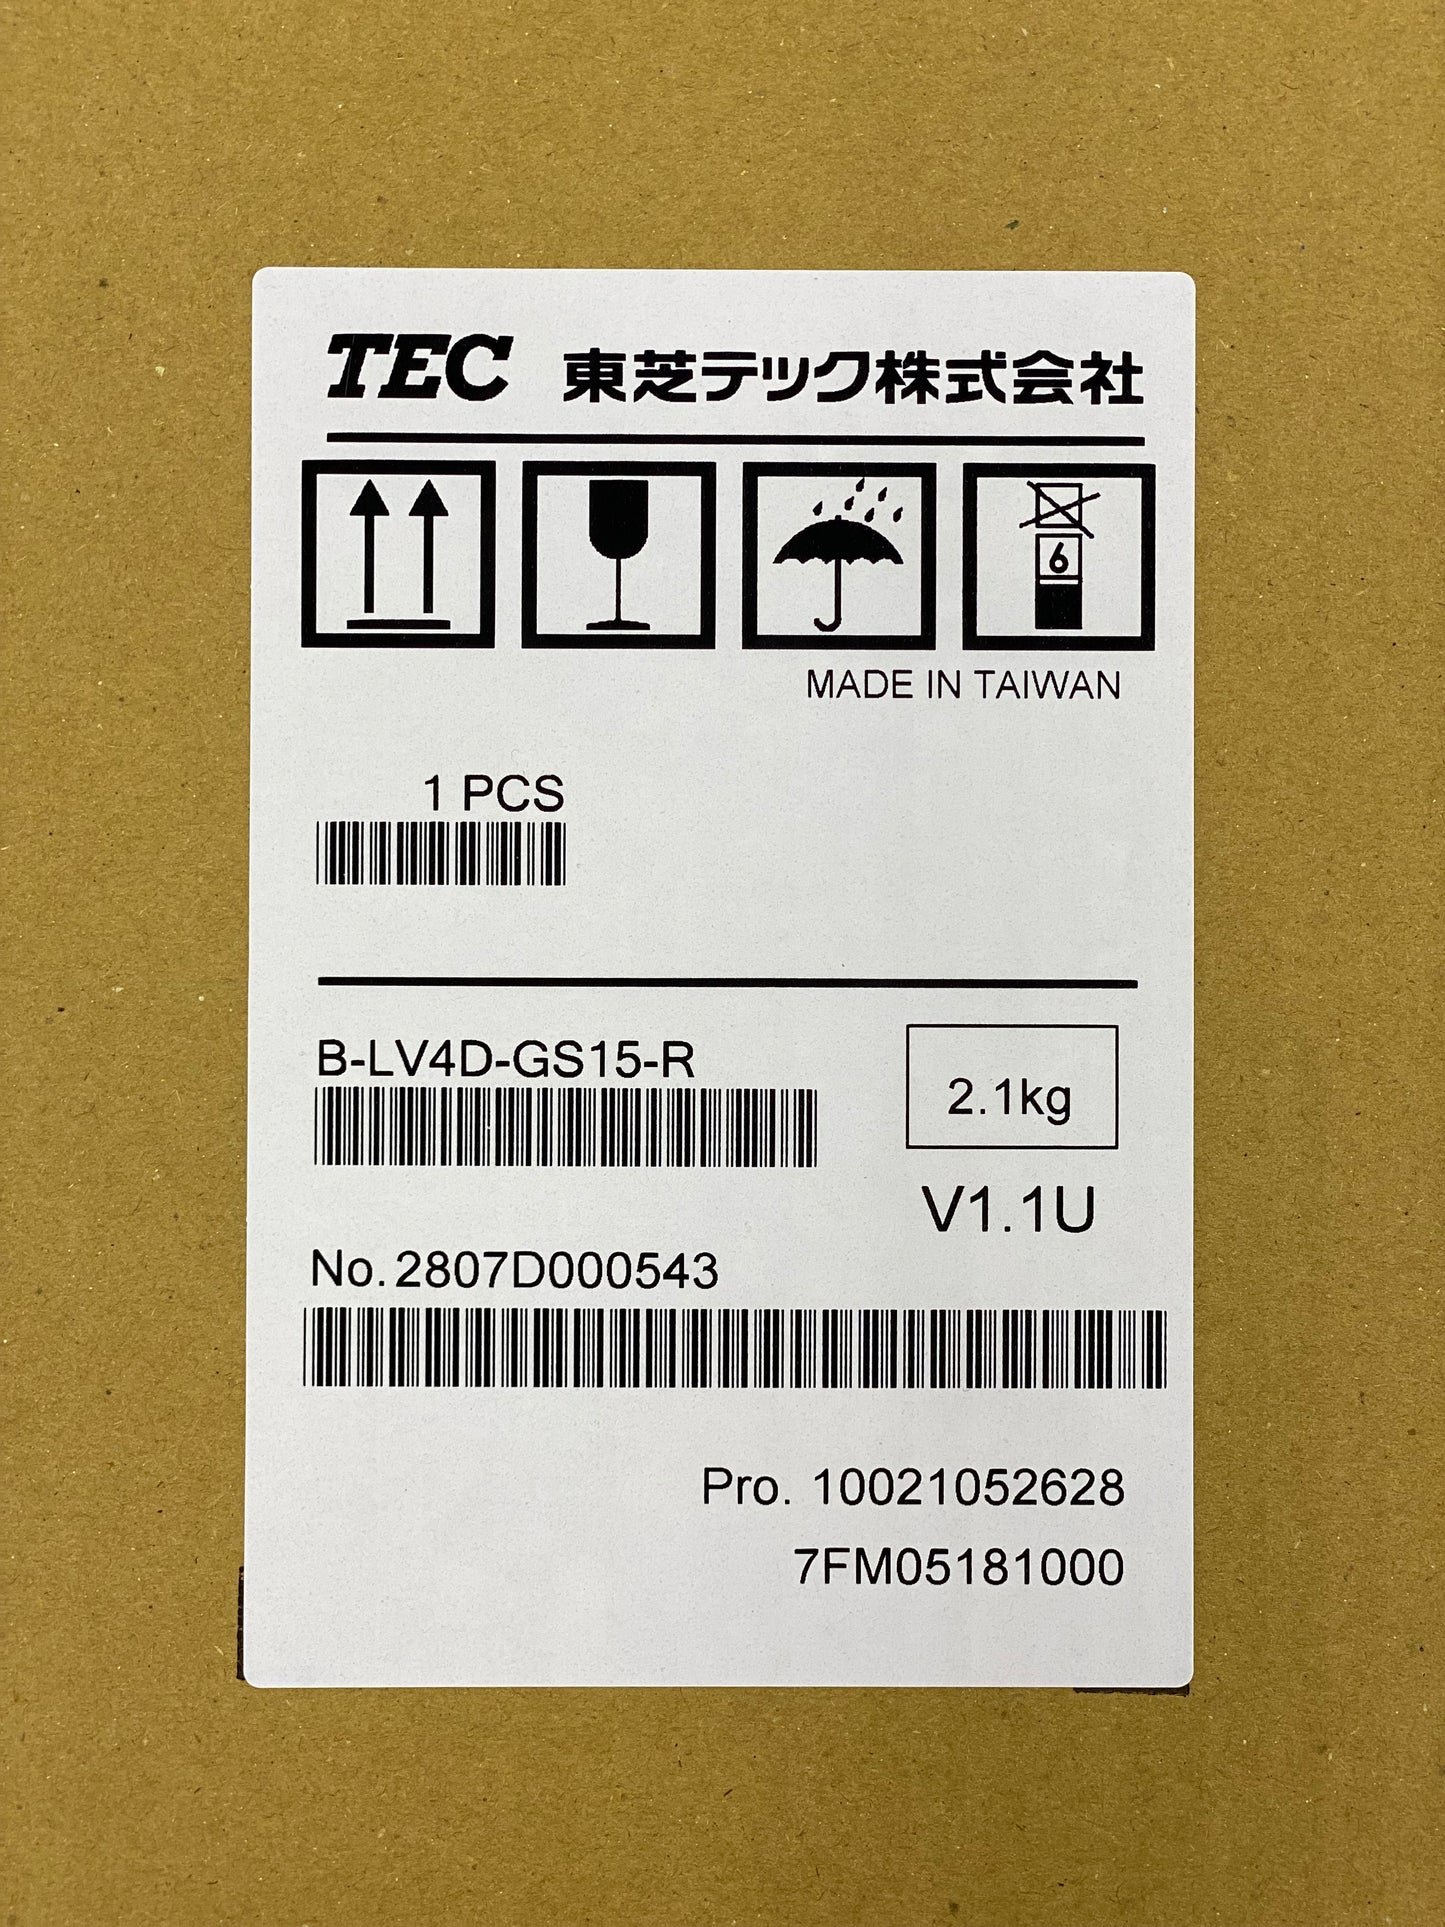 TEC 東芝テック株式会社
6
MADE IN TAIWAN
1 PCS
B-LV4D-GS15-R
2.1kg
V1.1U
No.2807D000543
Pro. 10021052628
7FM05181000